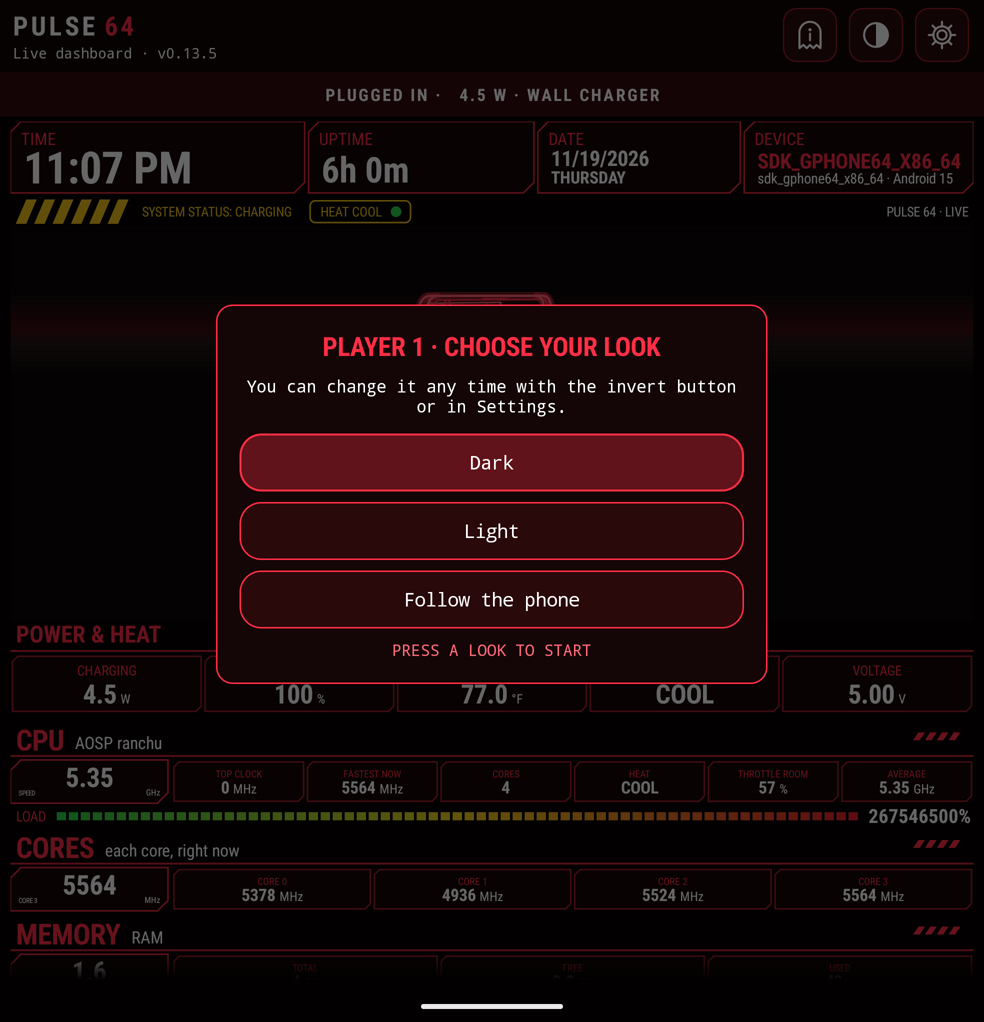 PULSE 64
Live dashboard · v0.13.5
PLUGGED IN · 4.5 W · WALL CHARGER
TIME
11:07 PM
UPTIME
6h 0m
DATE
11/19/2026
THURSDAY
DEVICE
SDK_GPHONE64_X86_64
sdk_gphone64_x86_64 · Android 15
SYSTEM STATUS: CHARGING
HEAT COOL
PULSE 64 · LIVE
PLAYER 1 · CHOOSE YOUR LOOK
You can change it any time with the invert button
or in Settings.
Dark
Light
Follow the phone
PRESS A LOOK TO START
POWER & HEAT
CHARGING
4.5 W
100 %
77.0 °F
COOL
VOLTAGE
5.00 V
CPU AOSP ranchu
5.35
SPEED GHz
TOP CLOCK
0 MHz
FASTEST NOW
5564 MHz
CORES
4
HEAT
COOL
THROTTLE ROOM
57 %
AVERAGE
5.35 GHz
LOAD 267546500%
CORES each core, right now
5564
CORE 3 MHz
CORE 0
5378 MHz
CORE 1
4936 MHz
CORE 2
5524 MHz
CORE 3
5564 MHz
MEMORY RAM
1.6
TOTAL
FREE
USED